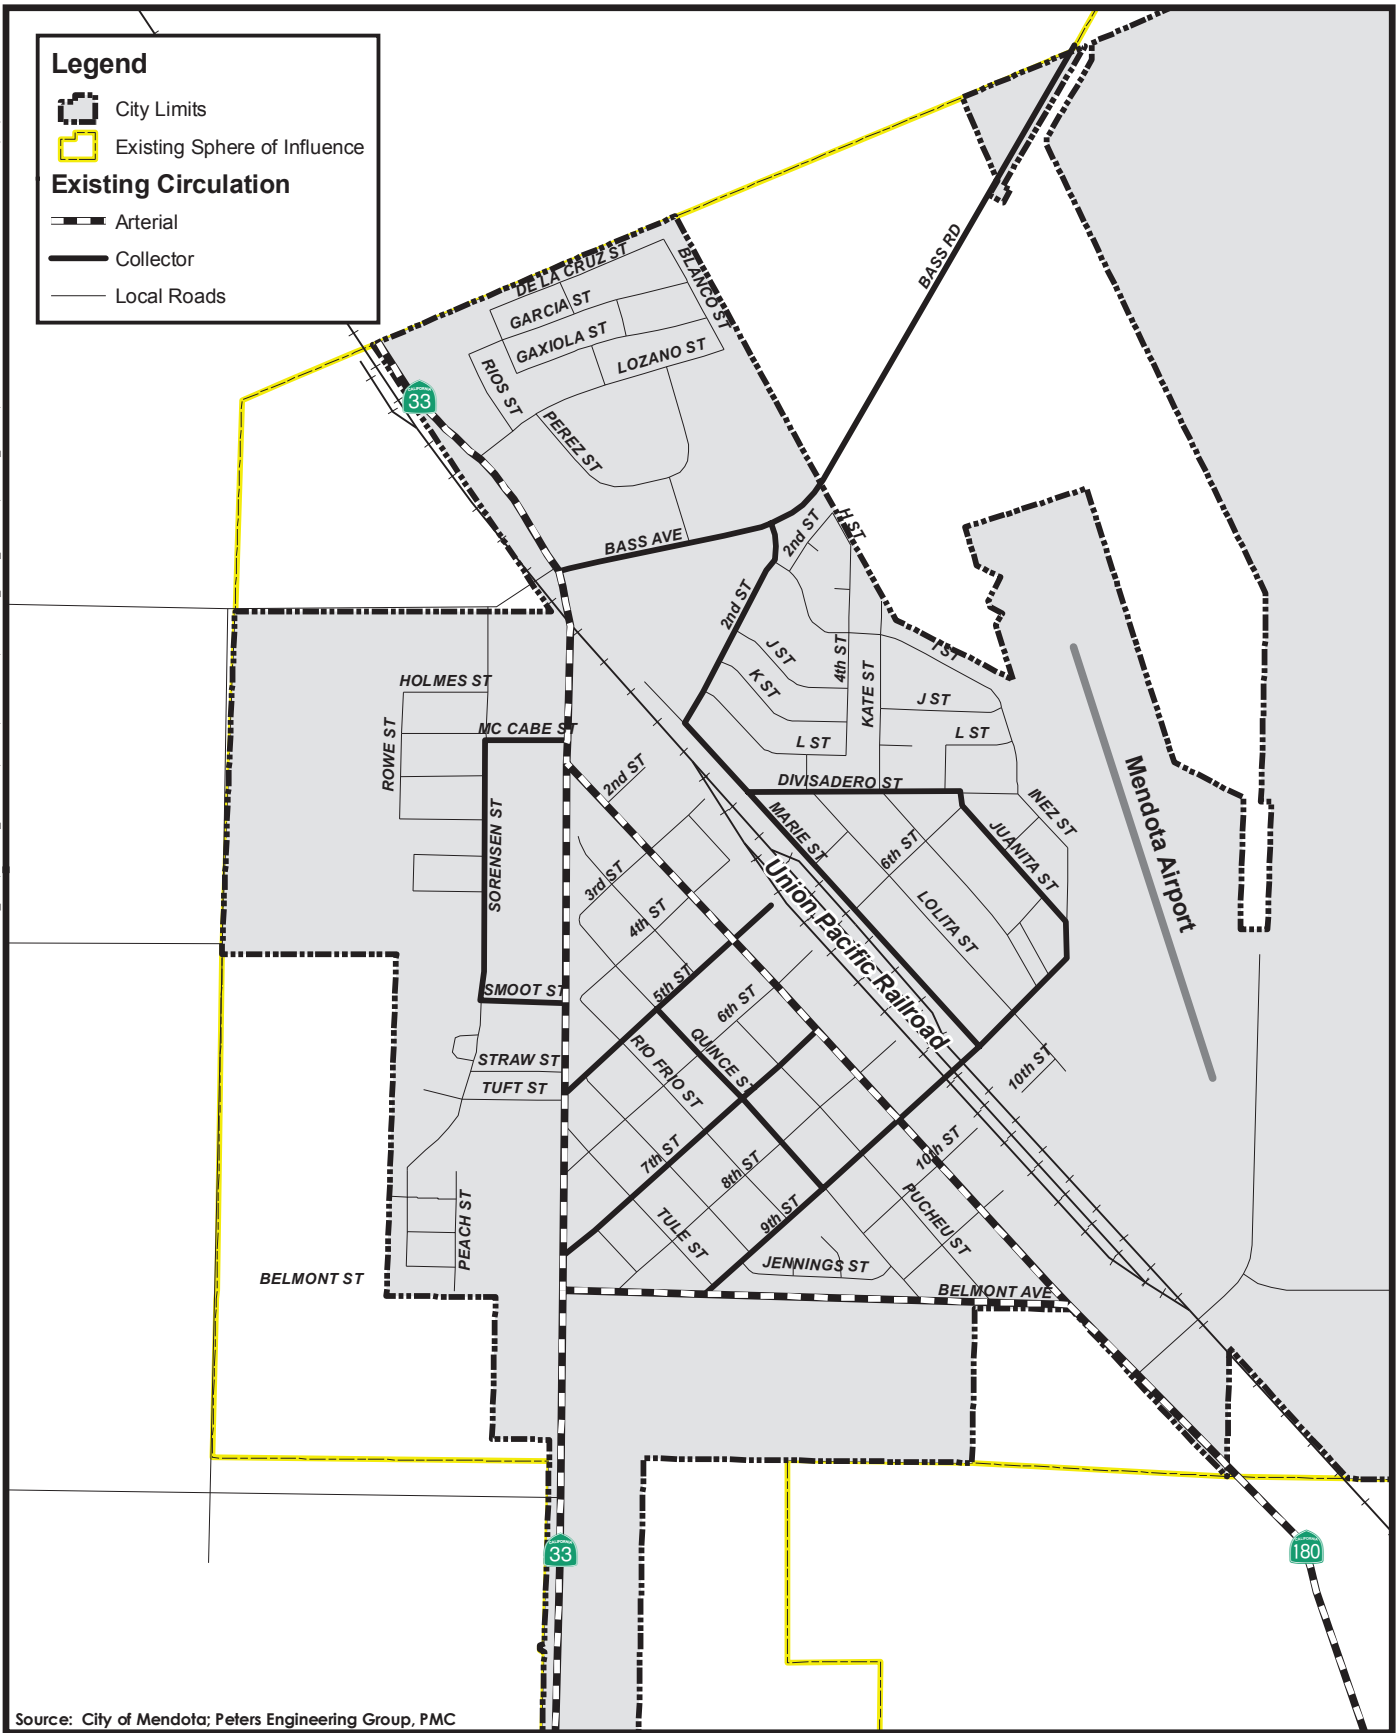 Legend
City Limits
Existing Sphere of Influence
Existing Circulation
Arterial
Collector
Local Roads
DE LA CRUZ ST
BLANCO ST
GARCIA ST
GAXIOLA ST
LOZANO ST
RIOS ST
PEREZ ST
BASS RD
CALIFORNIA
33
BASS AVE
2nd ST
H ST
2nd ST
J ST
K ST
4th ST
KATE ST
I ST
J ST
L ST
L ST
HOLMES ST
ROWE ST
MC CABE ST
SORENSEN ST
SMOOT ST
2nd ST
DIVISADERO ST
MARIE ST
6th ST
INEZ ST
JUANITA ST
LOLITA ST
Mendota Airport
Union Pacific Railroad
3rd ST
4th ST
5th ST
6th ST
QUINCE ST
RIO FRIO ST
STRAW ST
TUFT ST
10th ST
7th ST
8th ST
9th ST
10th ST
PUCHEU ST
TULE ST
PEACH ST
JENNINGS ST
BELMONT ST
BELMONT AVE
CALIFORNIA
33
CALIFORNIA
180
Source: City of Mendota; Peters Engineering Group, PMC